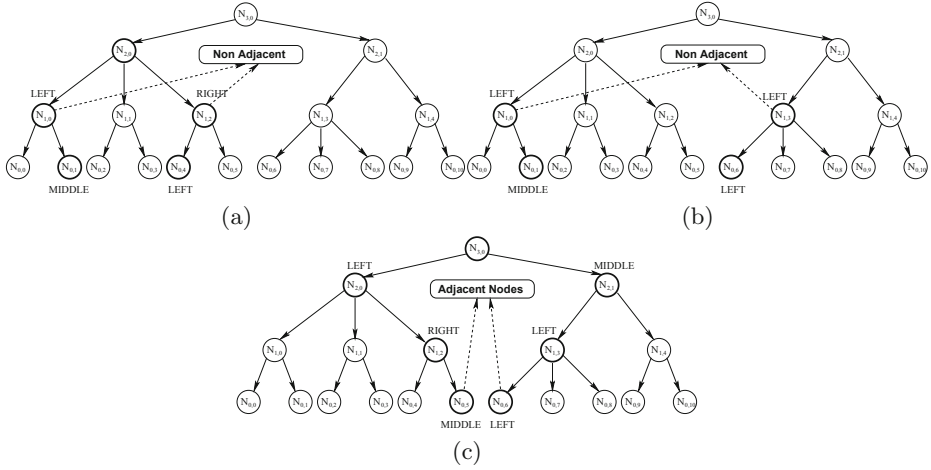 N3,0 N3,0
N2,0 Non Adjacent N2,1 N2,0 Non Adjacent N2,1
LEFT RIGHT LEFT LEFT
N1,0 N1,1 N1,2 N1,3 N1,4 N1,0 N1,1 N1,2 N1,3 N1,4
N0,0 N0,1 N0,2 N0,3 N0,4 N0,5 N0,6 N0,7 N0,8 N0,9 N0,10 N0,0 N0,1 N0,2 N0,3 N0,4 N0,5 N0,6 N0,7 N0,8 N0,9 N0,10
MIDDLE LEFT MIDDLE LEFT
(a) (b)
N3,0
LEFT MIDDLE
N2,0 Adjacent Nodes N2,1
RIGHT LEFT
N1,0 N1,1 N1,2 N1,3 N1,4
N0,0 N0,1 N0,2 N0,3 N0,4 N0,5 N0,6 N0,7 N0,8 N0,9 N0,10
MIDDLE LEFT
(c)